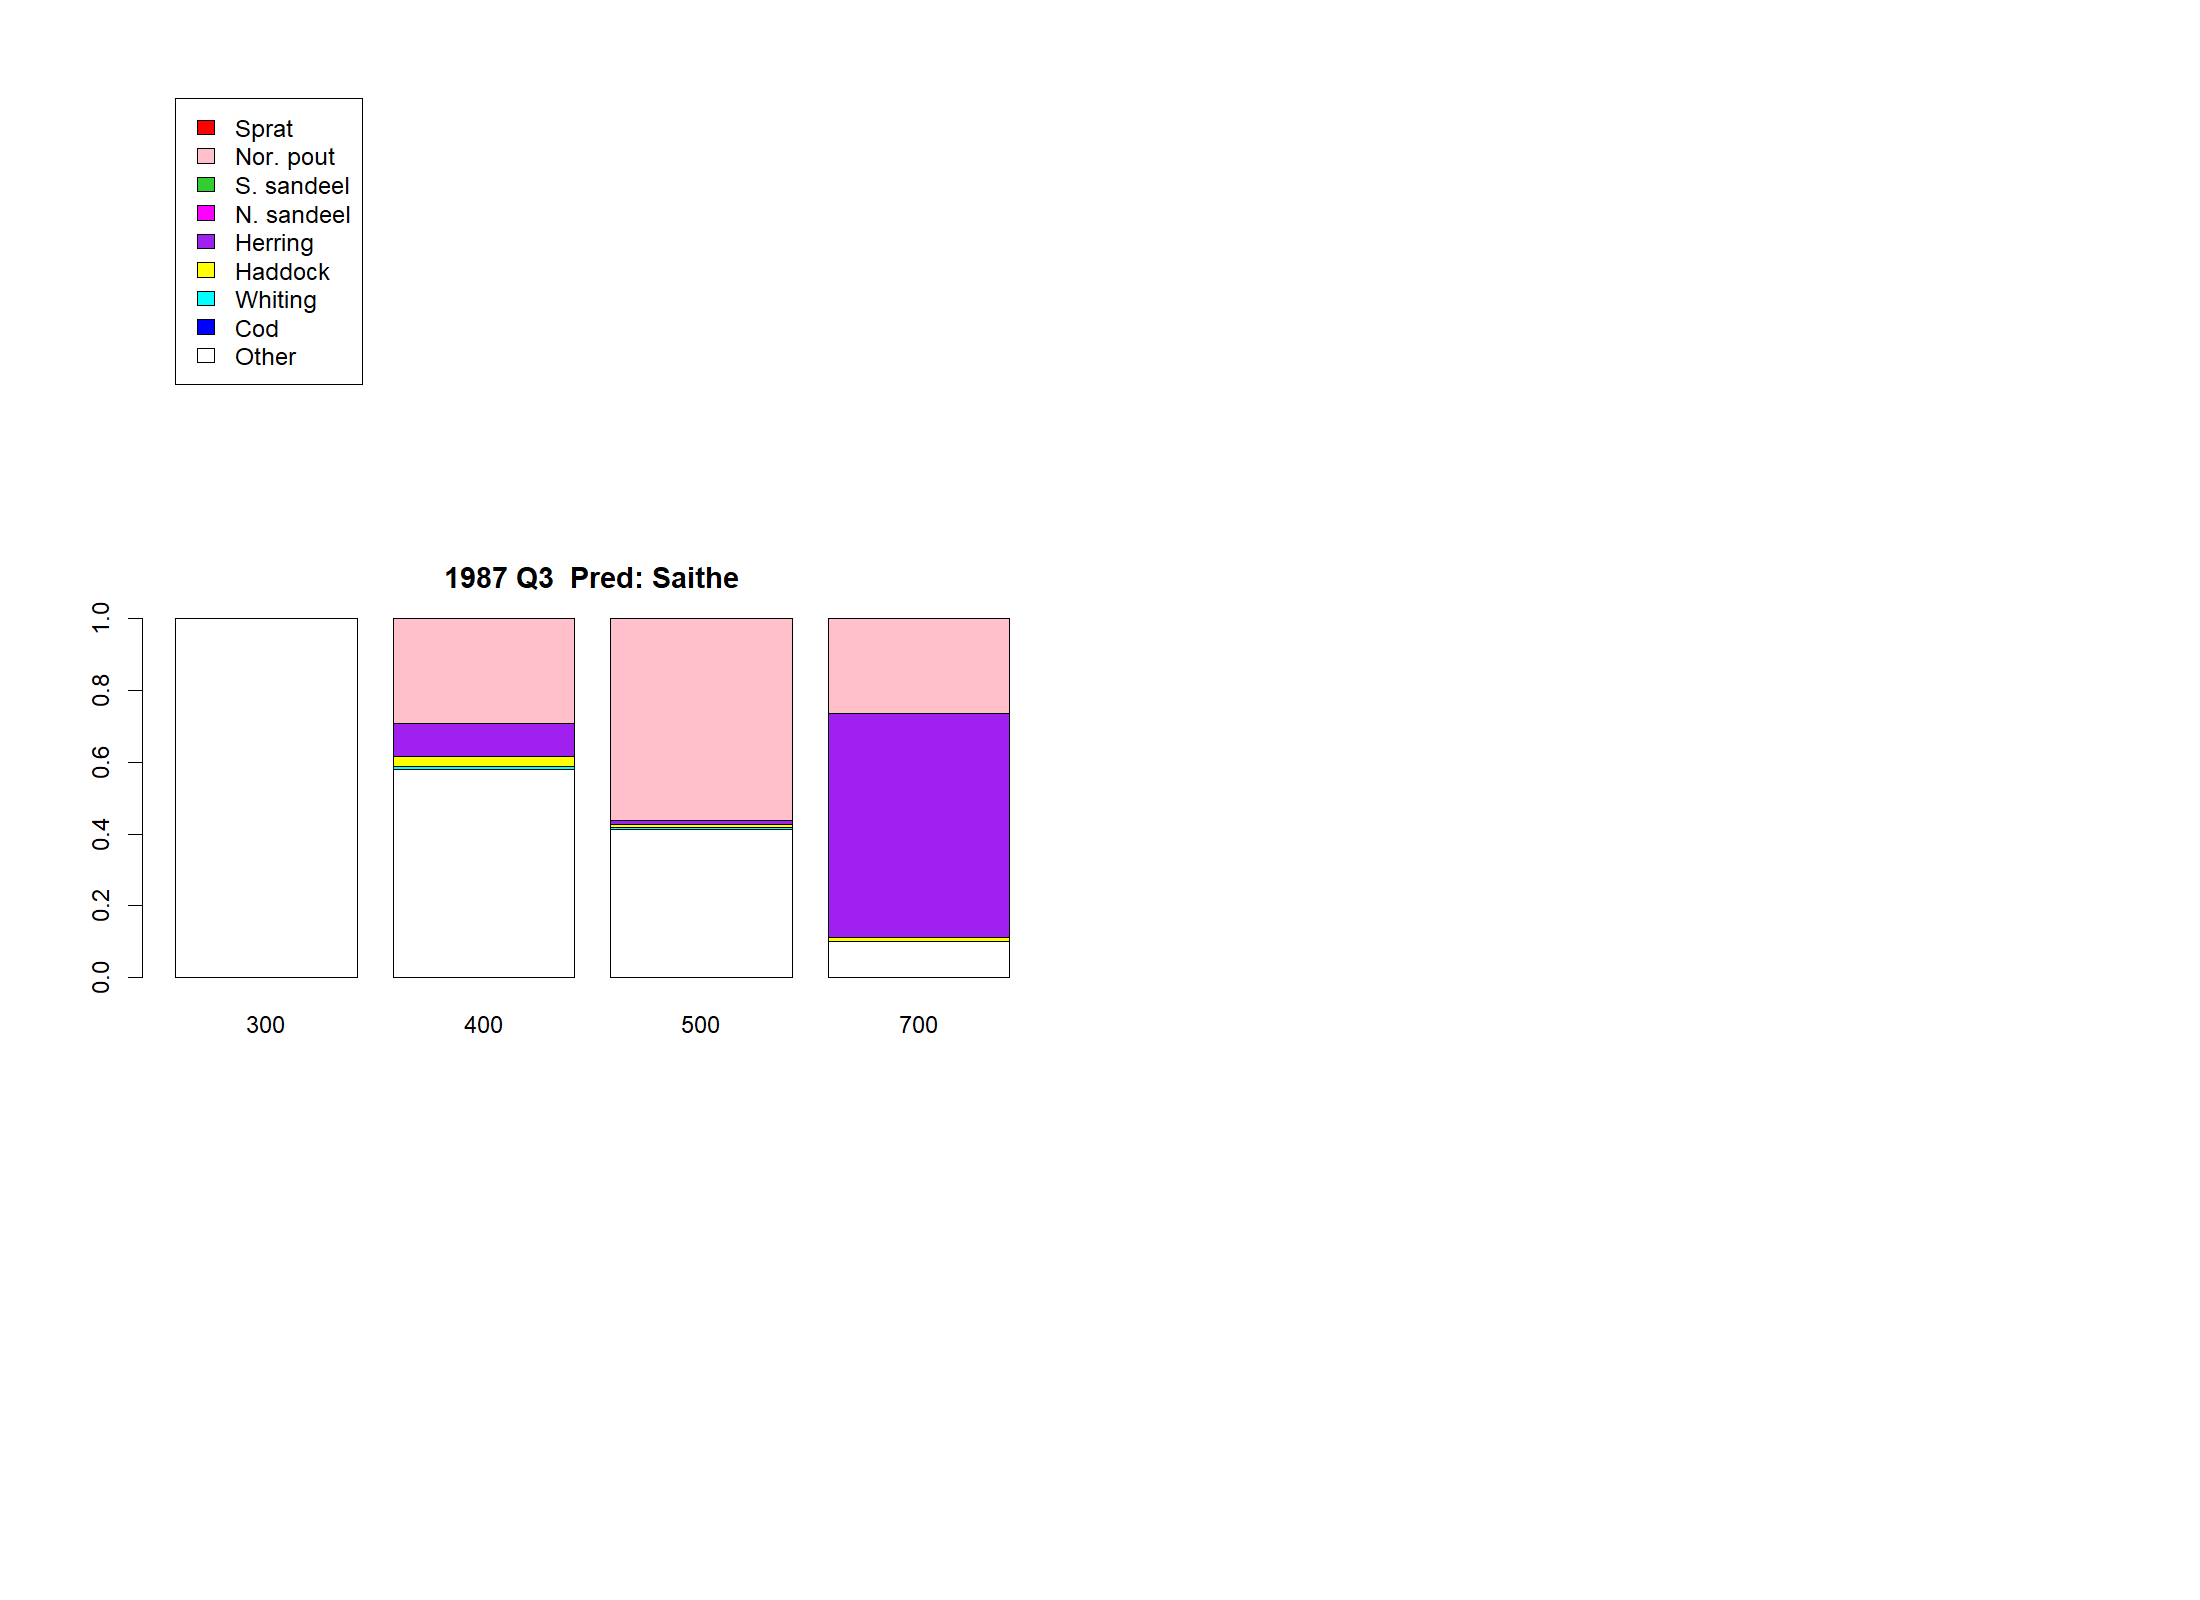 Sprat
Nor. pout
S. sandeel
N. sandeel
Herring
Haddock
Whiting
Cod
Other
1987 Q3  Pred: Saithe
1.0
0.8
0.6
0.4
0.2
0.0
300 400 500 700